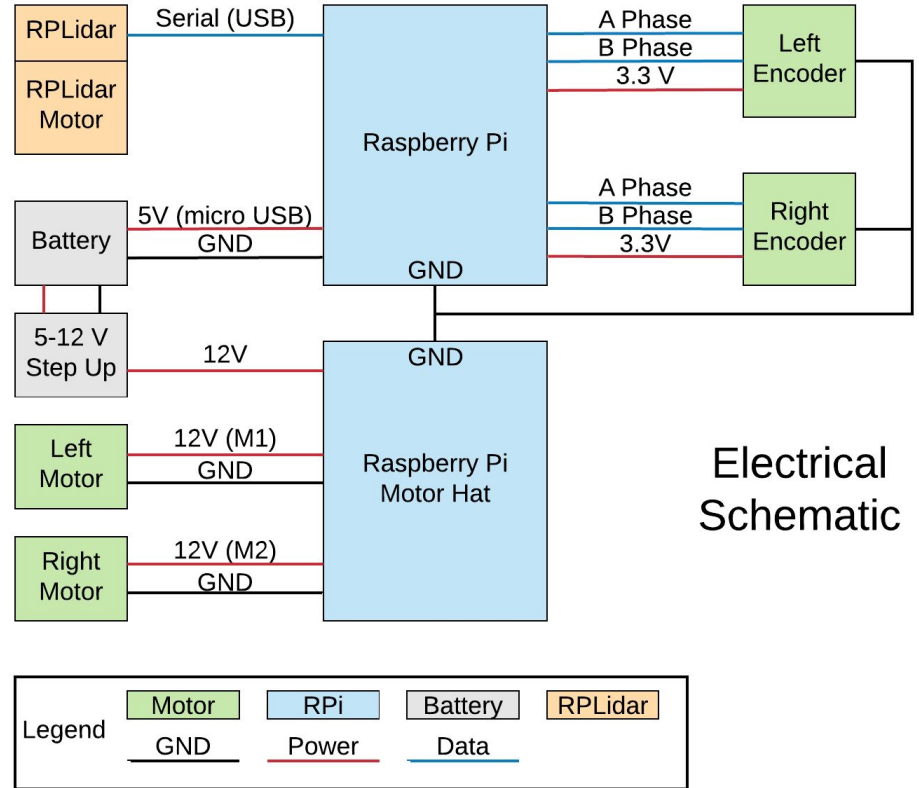 RPLidar
RPLidar
Motor
Serial (USB)
Raspberry Pi
GND
A Phase
B Phase
3.3 V
Left
Encoder
A Phase
B Phase
3.3V
Right
Encoder
Battery
5V (micro USB)
GND
5-12 V
Step Up
12V
GND
Raspberry Pi
Motor Hat
Left
Motor
12V (M1)
GND
Right
Motor
12V (M2)
GND
Electrical
Schematic
Legend
Motor
RPi
Battery
RPLidar
GND
Power
Data